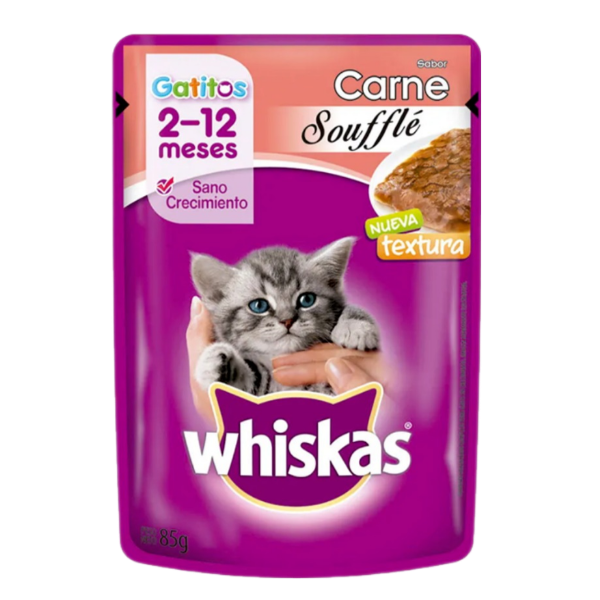 Gatitos
2-12
meses
Sano
Crecimiento
Sabor
Carne
Soufflé
NUEVA
textura
whiskas®
85g